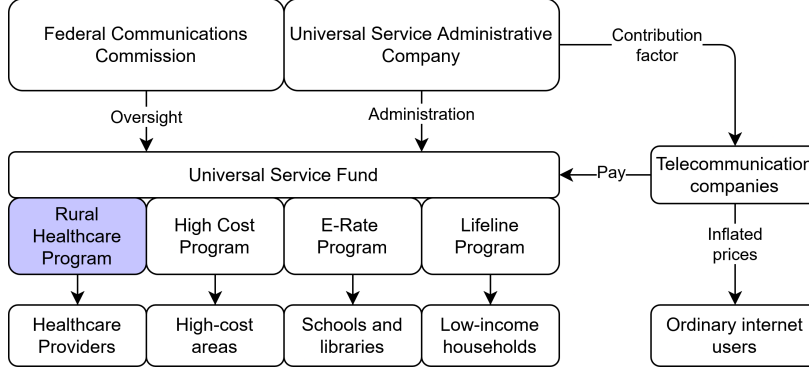 Federal Communications
Commission
Universal Service Administrative
Company
Contribution
factor
Oversight
Administration
Universal Service Fund
Pay
Telecommunication
companies
Rural
Healthcare
Program
High Cost
Program
E-Rate
Program
Lifeline
Program
Inflated
prices
Healthcare
Providers
High-cost
areas
Schools and
libraries
Low-income
households
Ordinary internet
users